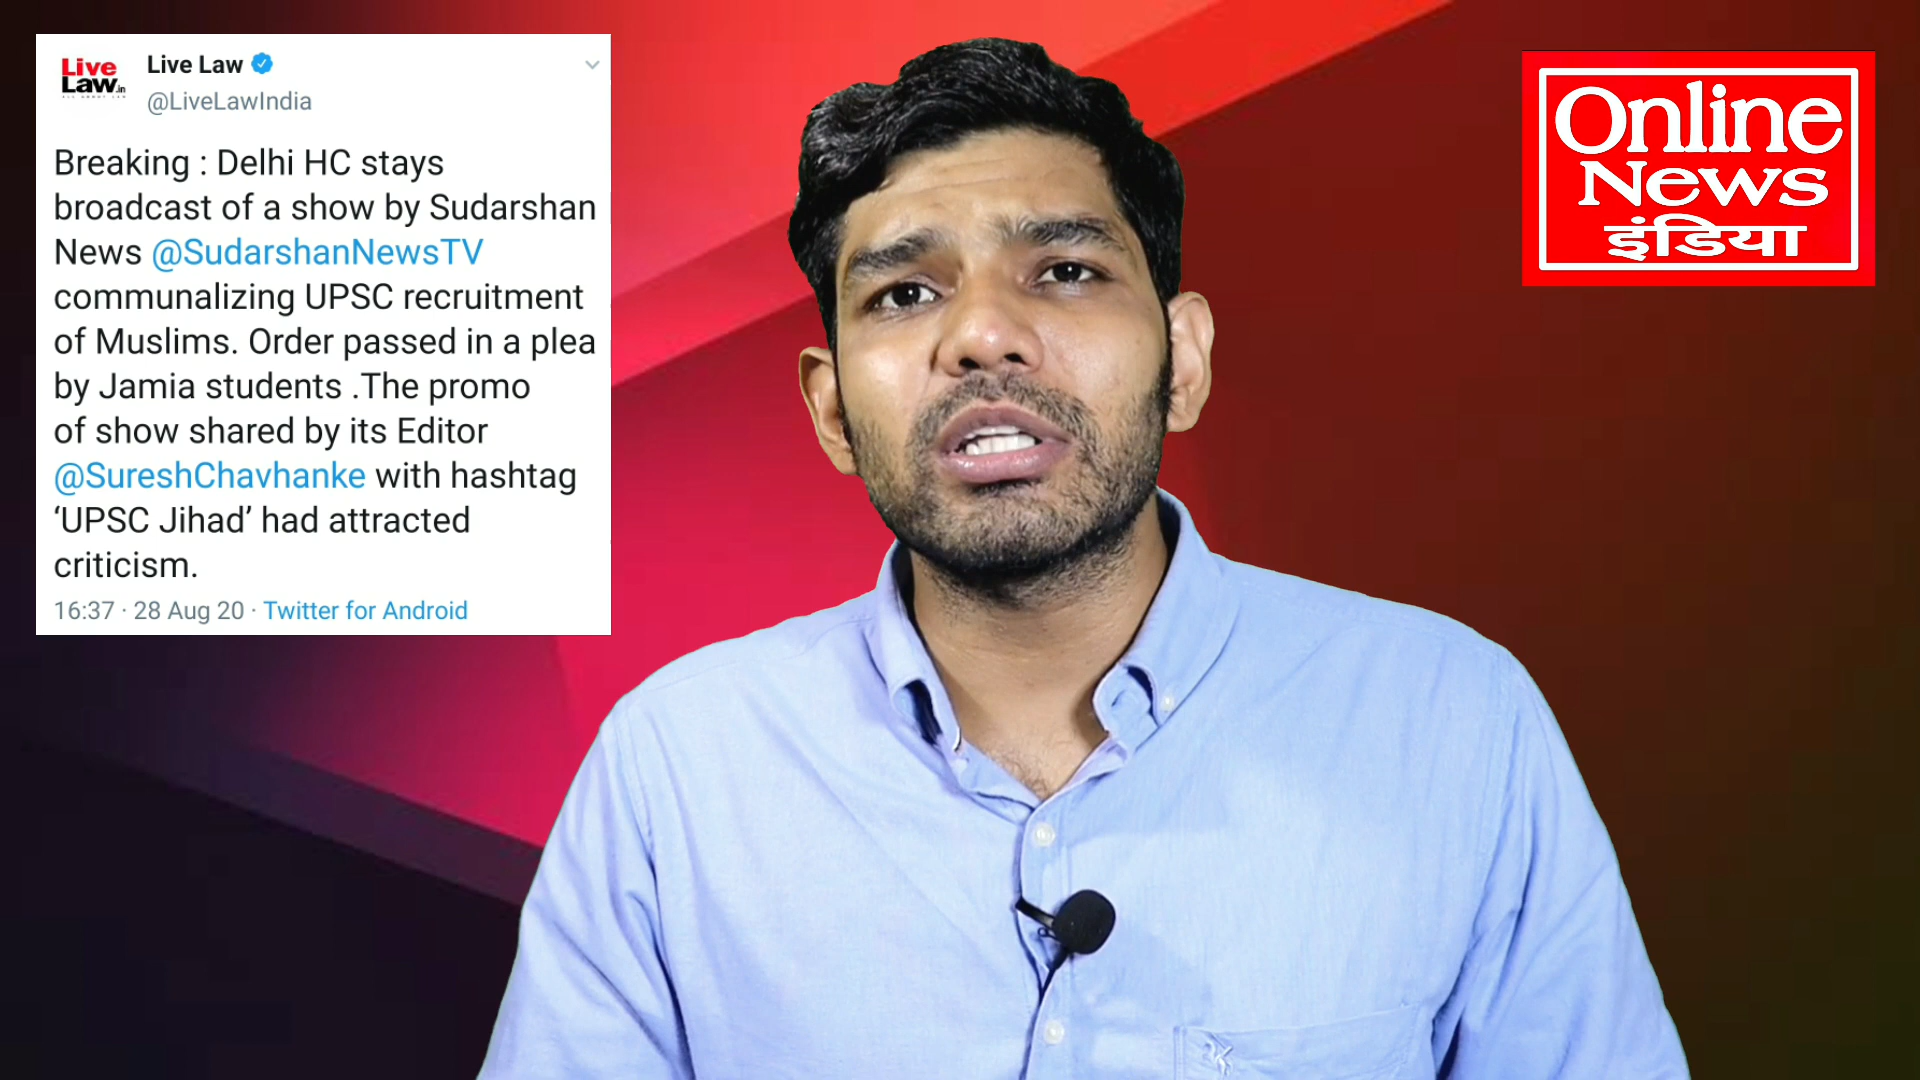 Live Law
@LiveLawIndia
Live
Law.in
Breaking : Delhi HC stays
broadcast of a show by Sudarshan
News @SudarshanNewsTV
communalizing UPSC recruitment
of Muslims. Order passed in a plea
by Jamia students .The promo
of show shared by its Editor
@SureshChavhanke with hashtag
‘UPSC Jihad’ had attracted
criticism.
16:37 · 28 Aug 20 · Twitter for Android
Online
News
इंडिया